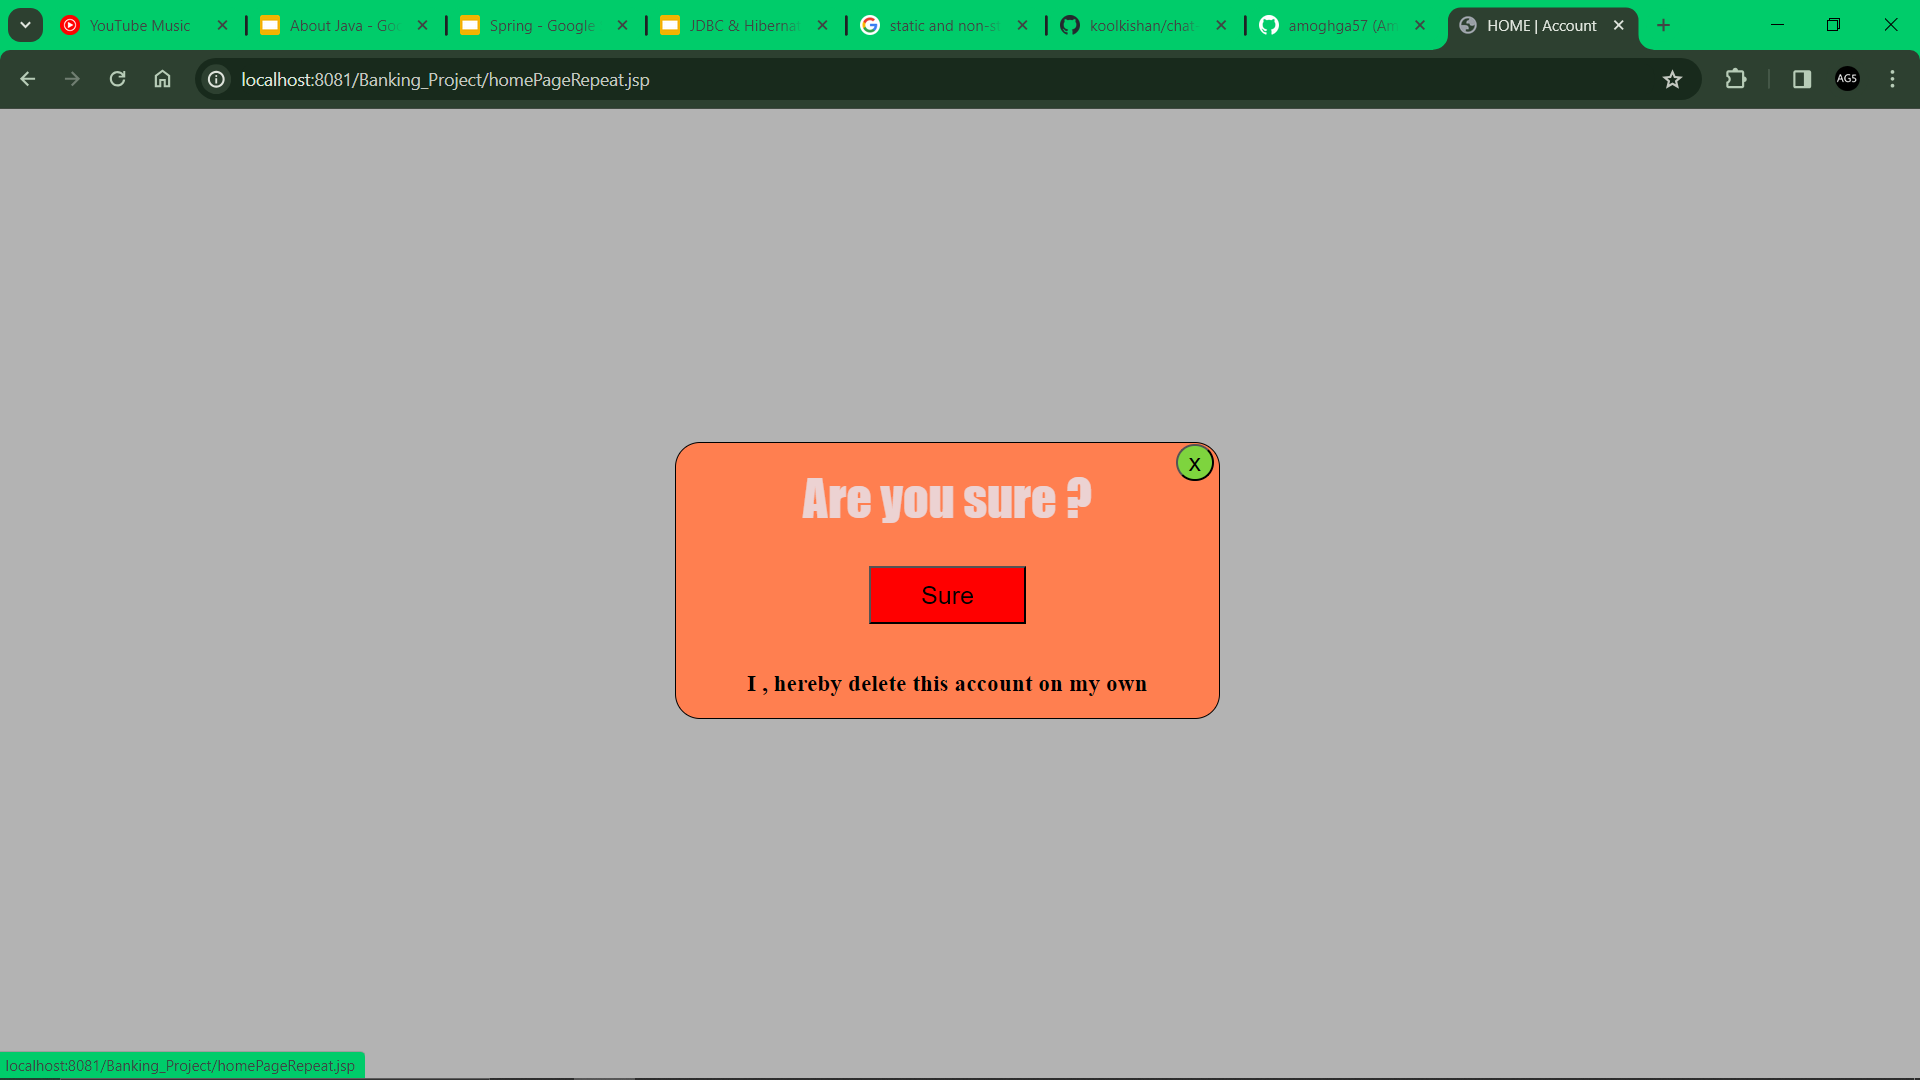 YouTube Music
About Java - Goo
Spring - Google
JDBC & Hibernat
static and non-st
koolkishan/chat-
amoghga57 (Am
HOME | Account
localhost:8081/Banking_Project/homePageRepeat.jsp
AG5
x
Are you sure ?
Sure
I , hereby delete this account on my own
localhost:8081/Banking_Project/homePageRepeat.jsp